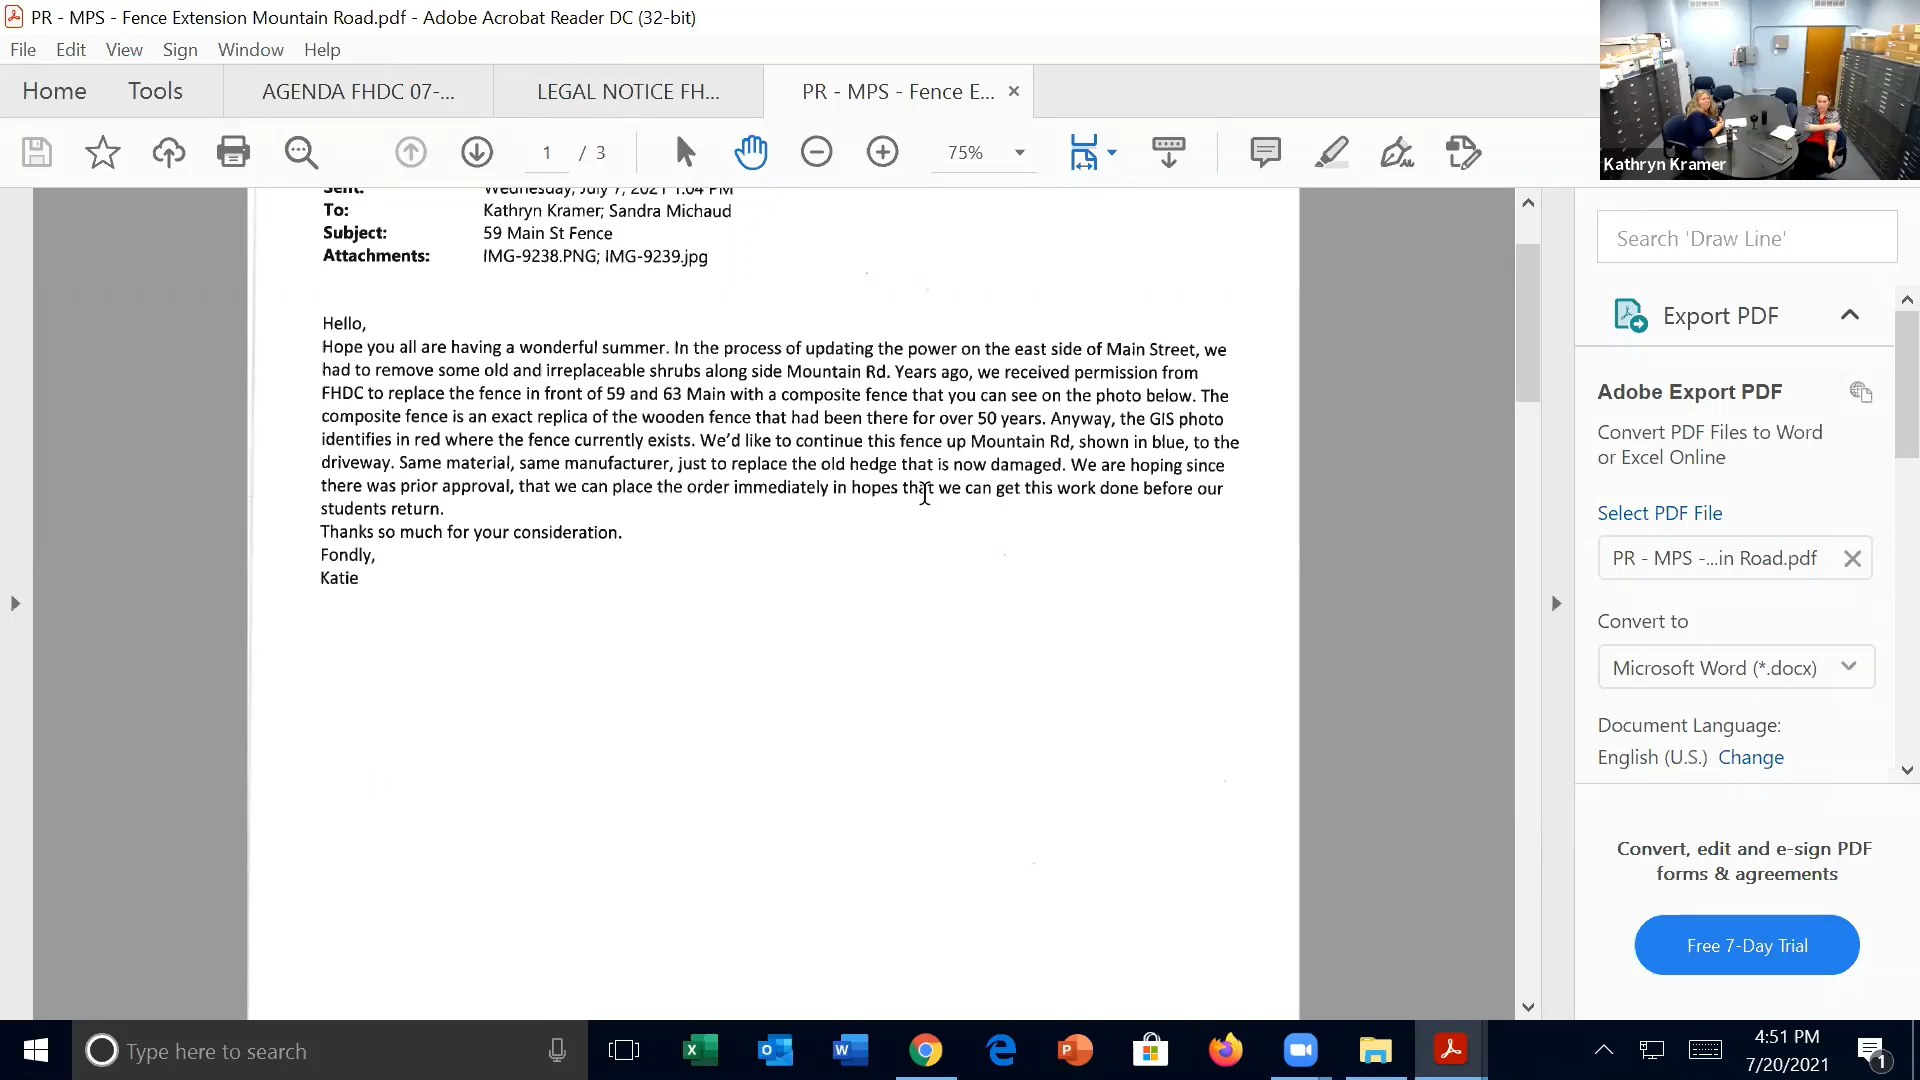 PR - MPS - Fence Extension Mountain Road.pdf - Adobe Acrobat Reader DC (32-bit)
File Edit View Sign Window Help
Home Tools AGENDA FHDC 07-... LEGAL NOTICE FH... PR - MPS - Fence E... ×
1 / 3 75%
Kathryn Kramer
Sent: Wednesday, July 7, 2021 1:04 PM
To: Kathryn Kramer; Sandra Michaud
Subject: 59 Main St Fence
Attachments: IMG-9238.PNG; IMG-9239.jpg
Hello,
Hope you all are having a wonderful summer. In the process of updating the power on the east side of Main Street, we
had to remove some old and irreplaceable shrubs along side Mountain Rd. Years ago, we received permission from
FHDC to replace the fence in front of 59 and 63 Main with a composite fence that you can see on the photo below. The
composite fence is an exact replica of the wooden fence that had been there for over 50 years. Anyway, the GIS photo
identifies in red where the fence currently exists. We'd like to continue this fence up Mountain Rd, shown in blue, to the
driveway. Same material, same manufacturer, just to replace the old hedge that is now damaged. We are hoping since
there was prior approval, that we can place the order immediately in hopes that we can get this work done before our
students return.
Thanks so much for your consideration.
Fondly,
Katie
Search 'Draw Line'
Export PDF
Adobe Export PDF
Convert PDF Files to Word
or Excel Online
Select PDF File
PR - MPS -...in Road.pdf
Convert to
Microsoft Word (*.docx)
Document Language:
English (U.S.) Change
Convert, edit and e-sign PDF
forms & agreements
Free 7-Day Trial
Type here to search
4:51 PM
7/20/2021
1